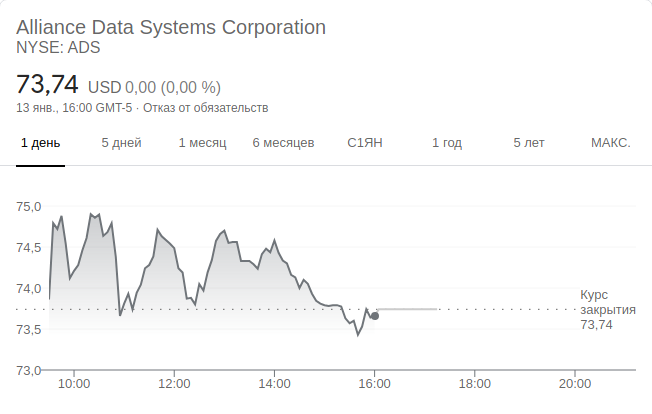 Alliance Data Systems Corporation
NYSE: ADS
73,74 USD 0,00 (0,00 %)
13 янв., 16:00 GMT-5 · Отказ от обязательств
1 день 5 дней 1 месяц 6 месяцев С1ЯН 1 год 5 лет МАКС.
75,0
74,5
74,0
73,5
73,0
Курс
закрытия
73,74
10:00 12:00 14:00 16:00 18:00 20:00